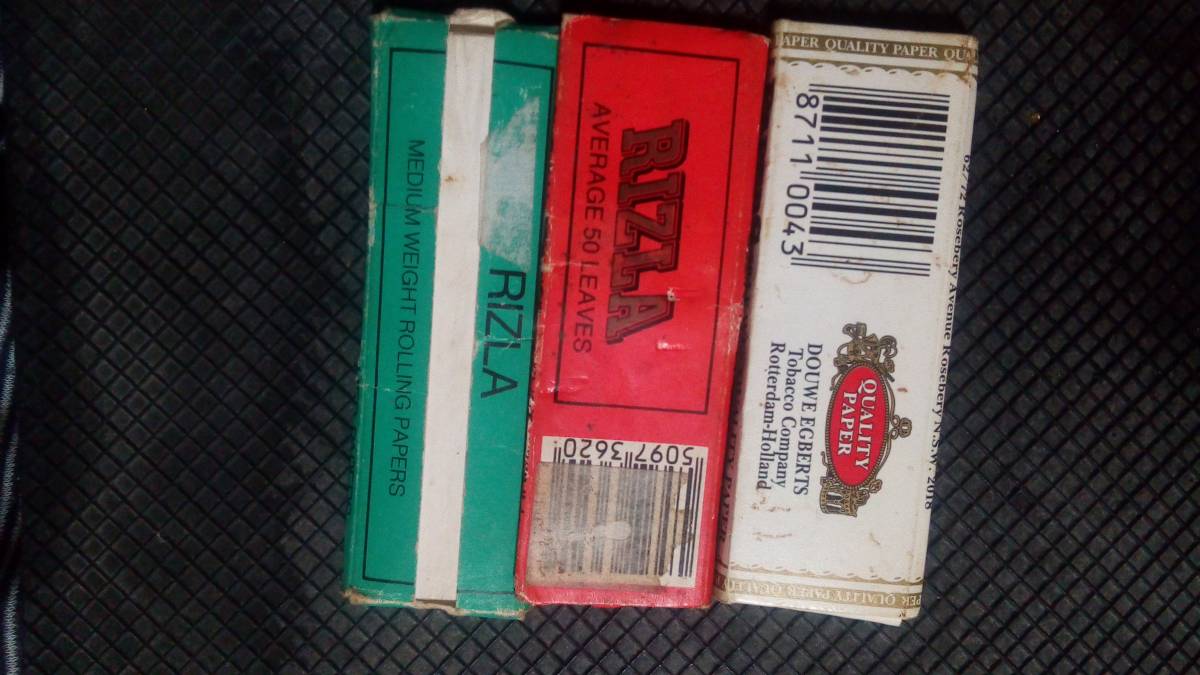 RIZLA
MEDIUM WEIGHT ROLLING PAPERS
RIZLA
AVERAGE 50 LEAVES
5097 3620
PAPER QUALITY PAPER
8711 0043
QUALITY
PAPER
DOUWE EGBERTS
Tobacco Company
Rotterdam-Holland
QUALITY PAPER
Rosebery Avenue Rosebery N.S.W. 2018